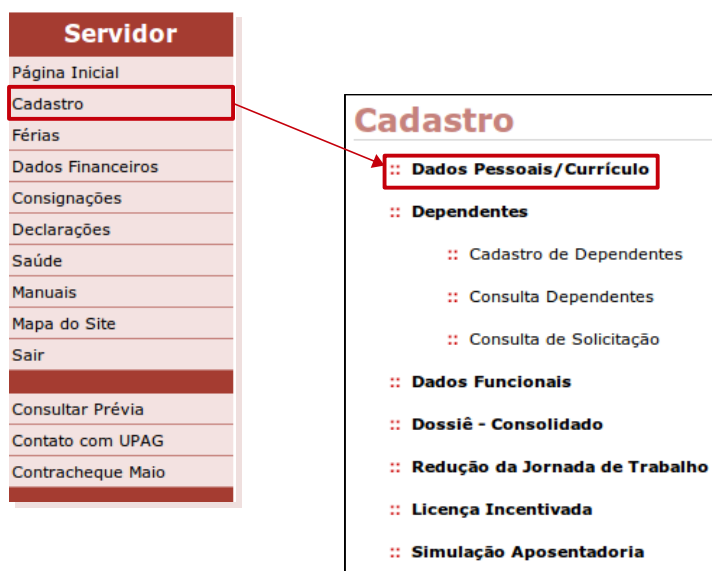 Servidor
Página Inicial
Cadastro
Férias
Dados Financeiros
Consignações
Declarações
Saúde
Manuais
Mapa do Site
Sair
Consultar Prévia
Contato com UPAG
Contracheque Maio
Cadastro
:: Dados Pessoais/Currículo
:: Dependentes
:: Cadastro de Dependentes
:: Consulta Dependentes
:: Consulta de Solicitação
:: Dados Funcionais
:: Dossiê - Consolidado
:: Redução da Jornada de Trabalho
:: Licença Incentivada
:: Simulação Aposentadoria